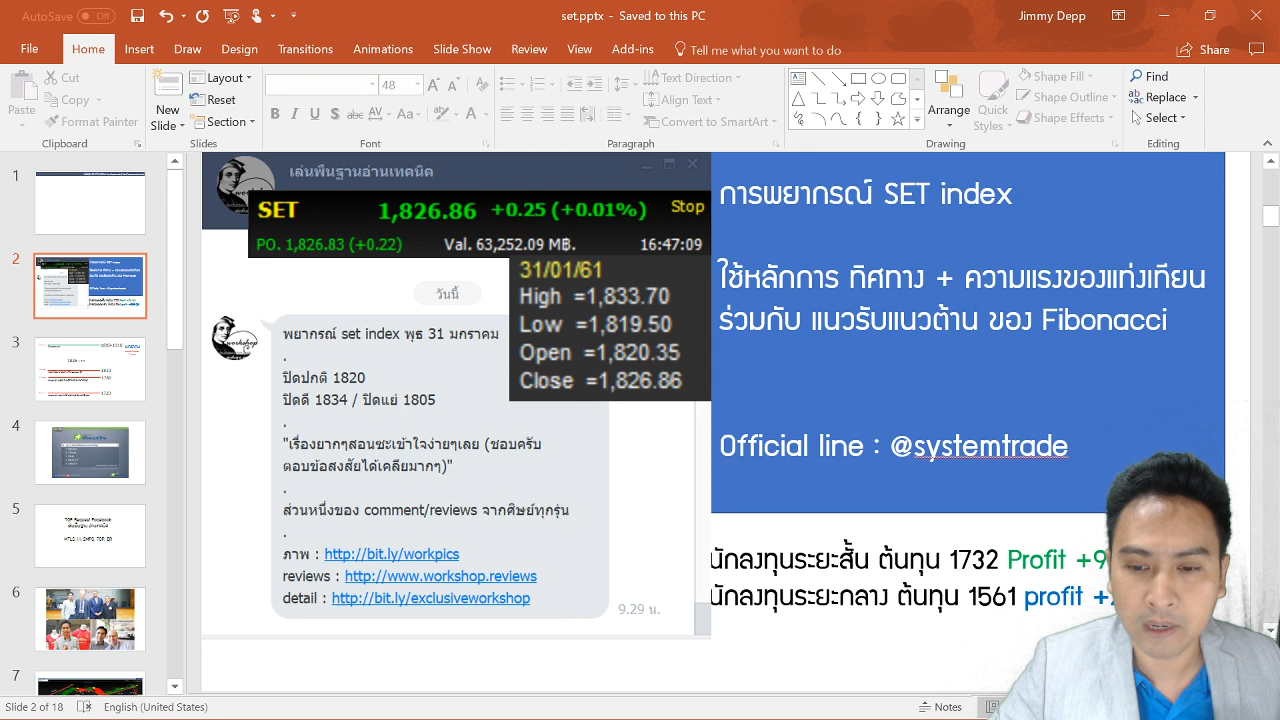 AutoSave Off
set.pptx - Saved to this PC
Jimmy Depp
File Home Insert Draw Design Transitions Animations Slide Show Review View Add-ins Tell me what you want to do Share
Paste Cut Copy Format Painter Clipboard
New Slide Layout Reset Section Slides
48
Font
Text Direction Align Text Convert to SmartArt Paragraph
Arrange Quick Styles Shape Fill Shape Outline Shape Effects Drawing
Find Replace Select Editing
1
2
3
4
5
6
7
เล่นพื้นฐานอ่านเทคนิค
SET 1,826.86 +0.25 (+0.01%) Stop
PO. 1,826.83 (+0.22) Val. 63,252.09 MB. 16:47:09
31/01/61
High =1,833.70
Low =1,819.50
Open =1,820.35
Close =1,826.86
วันนี้
workshop
พยากรณ์ set index พุธ 31 มกราคม
.
ปิดปกติ 1820
ปิดดี 1834 / ปิดแย่ 1805
.
"เรื่องยากๆสอนซะเข้าใจง่ายๆเลย (ชอบครับ
ตอบข้อสงสัยได้เคลียมากๆ)"
.
ส่วนหนึ่งของ comment/reviews จากศิษย์ทุกรุ่น
.
ภาพ : http://bit.ly/workpics
reviews : http://www.workshop.reviews
detail : http://bit.ly/exclusiveworkshop
9.29 น.
การพยากรณ์ SET index
ใช้หลักการ ทิศทาง + ความแรงของแท่งเทียน
ร่วมกับ แนวรับแนวต้าน ของ Fibonacci
Official line : @systemtrade
นักลงทุนระยะสั้น ต้นทุน 1732 Profit +9
นักลงทุนระยะกลาง ต้นทุน 1561 profit +
Slide 2 of 18 English (United States) Notes